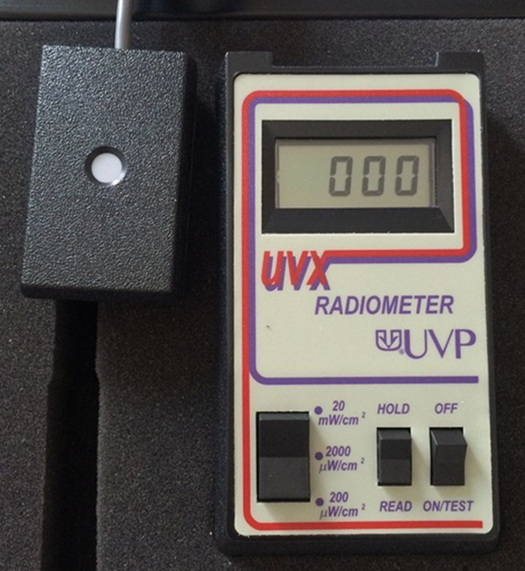 000
UVX
RADIOMETER
UVP
20
mW/cm²
2000
µW/cm²
200
µW/cm²
HOLD OFF
READ ON/TEST